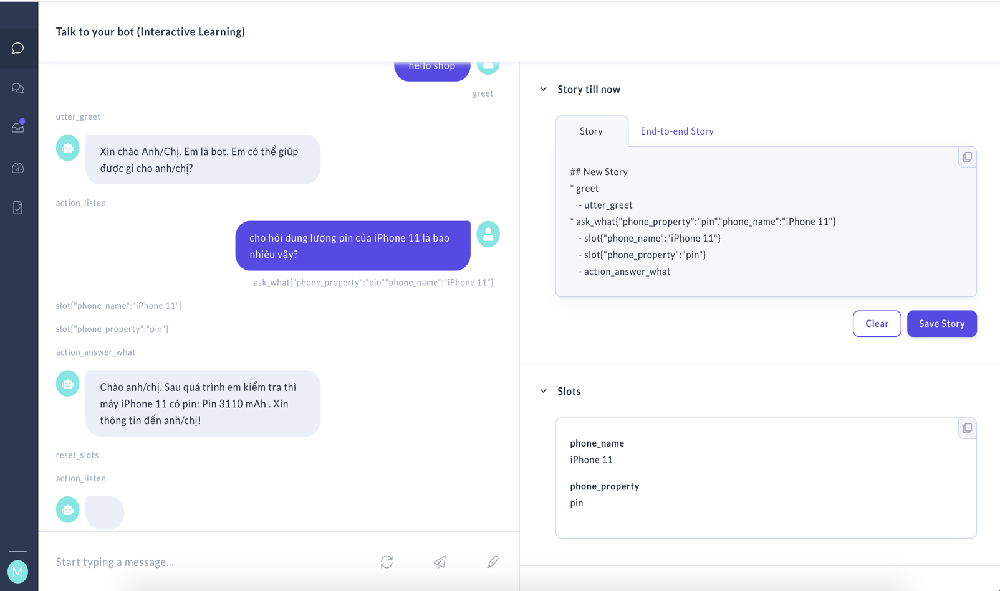 Talk to your bot (Interactive Learning)
hello shop
greet
utter_greet
Xin chào Anh/Chị. Em là bot. Em có thể giúp
được gì cho anh/chị?
action_listen
cho hỏi dung lượng pin của iPhone 11 là bao
nhiêu vậy?
ask_what{"phone_property":"pin","phone_name":"iPhone 11"}
slot{"phone_name":"iPhone 11"}
slot{"phone_property":"pin"}
action_answer_what
Chào anh/chị. Sau quá trình em kiểm tra thì
máy iPhone 11 có pin: Pin 3110 mAh . Xin
thông tin đến anh/chị!
reset_slots
action_listen
Start typing a message...
M
Story till now
Story
End-to-end Story
## New Story
* greet
- utter_greet
* ask_what{"phone_property":"pin","phone_name":"iPhone 11"}
- slot{"phone_name":"iPhone 11"}
- slot{"phone_property":"pin"}
- action_answer_what
Clear
Save Story
Slots
phone_name
iPhone 11
phone_property
pin